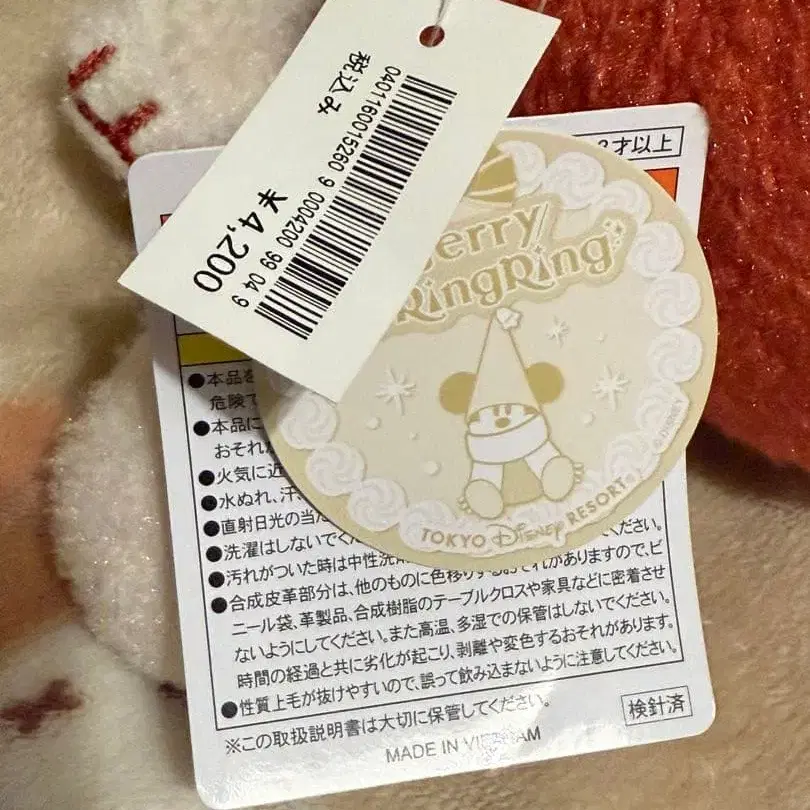 税込み
0401160015260 9 0004200 99 04 9
¥4,200
才以上
erry
RingRing
TOKYO DISNEY RESORT®
© DISNEY
●本品を
危険で
●本品に
おそれ
●火気に近
●水ぬれ、汗、
●直射日光の当た
●洗濯はしないでく
ください。
●汚れがついた時は中性洗
●合成皮革部分は、他のものに色移りするおそれがありますので、ビ
ニール袋、革製品、合成樹脂のテーブルクロスや家具などに密着させ
ないようにしてください。また高温、多湿での保管はしないでください。
時間の経過と共に劣化が起こり、剥離や変色するおそれがあります。
●性質上毛が抜けやすいので、誤って飲み込まないように注意してください。
※この取扱説明書は大切に保管してください。
検針済
MADE IN VIETNAM